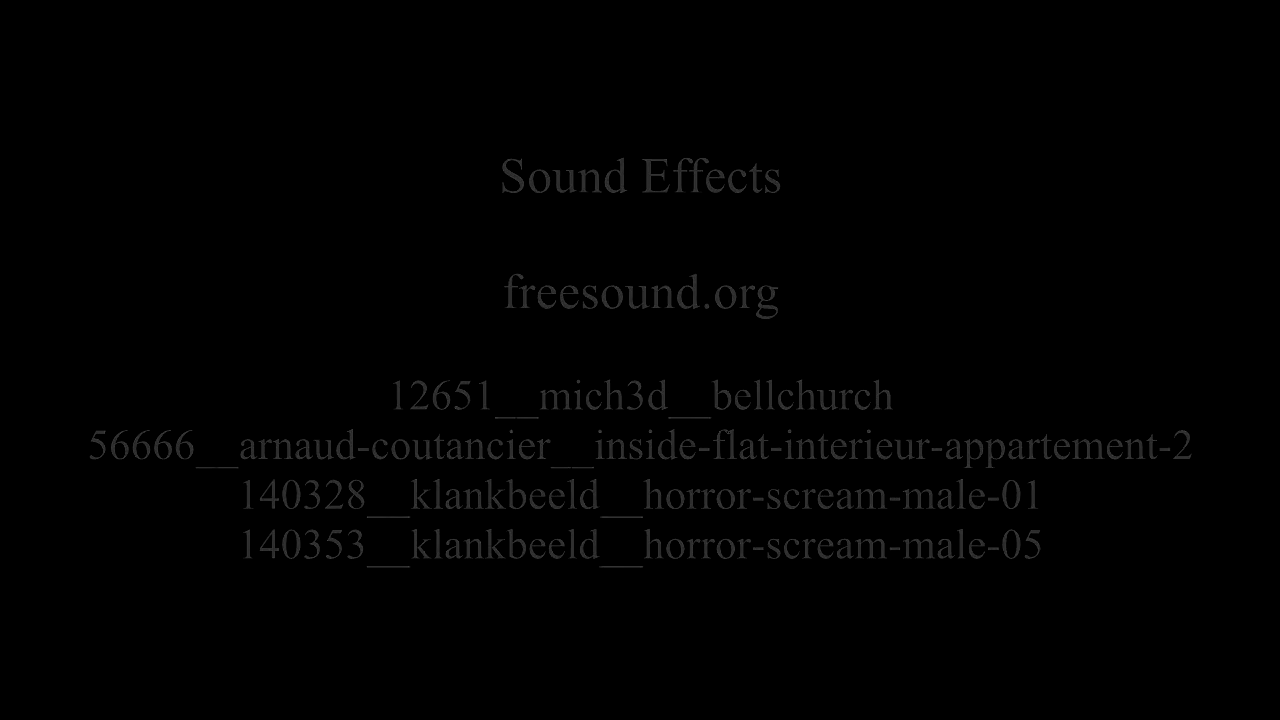 Sound Effects
freesound.org
12651__mich3d__bellchurch
56666__arnaud-coutancier__inside-flat-interieur-appartement-2
140328__klankbeeld__horror-scream-male-01
140353__klankbeeld__horror-scream-male-05